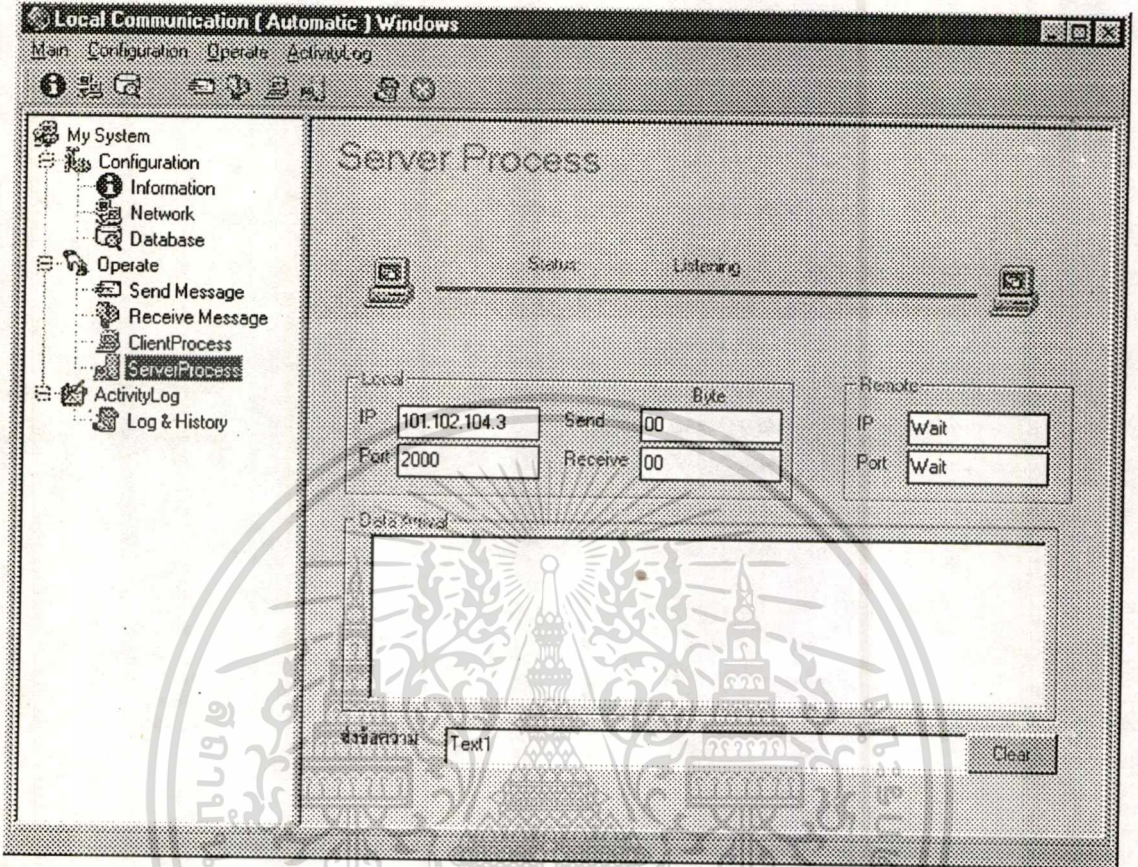 Local Communication ( Automatic ) Windows
Main Configuration Operate ActivityLog
My System
Configuration
Information
Network
Database
Operate
Send Message
Receive Message
ClientProcess
ServerProcess
ActivityLog
Log & History
Server Process
Status Listening
Local
Byte
IP 101.102.104.3 Send 00
Port 2000 Receive 00
Remote
IP Wait
Port Wait
Data Arrival
ส่งข้อความ Text1 Clear